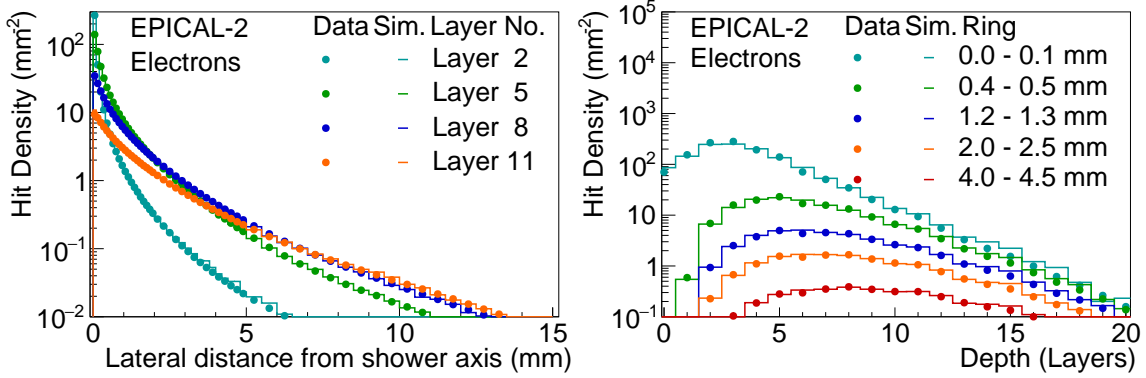 EPICAL-2 Data Sim. Layer No.
Electrons Layer 2
Layer 5
Layer 8
Layer 11
Hit Density (mm⁻²)
10²
10
1
10⁻¹
10⁻²
0 5 10 15
Lateral distance from shower axis (mm)
EPICAL-2 Data Sim. Ring
Electrons 0.0 - 0.1 mm
0.4 - 0.5 mm
1.2 - 1.3 mm
2.0 - 2.5 mm
4.0 - 4.5 mm
Hit Density (mm⁻²)
10⁵
10⁴
10³
10²
10
1
10⁻¹
0 5 10 15 20
Depth (Layers)